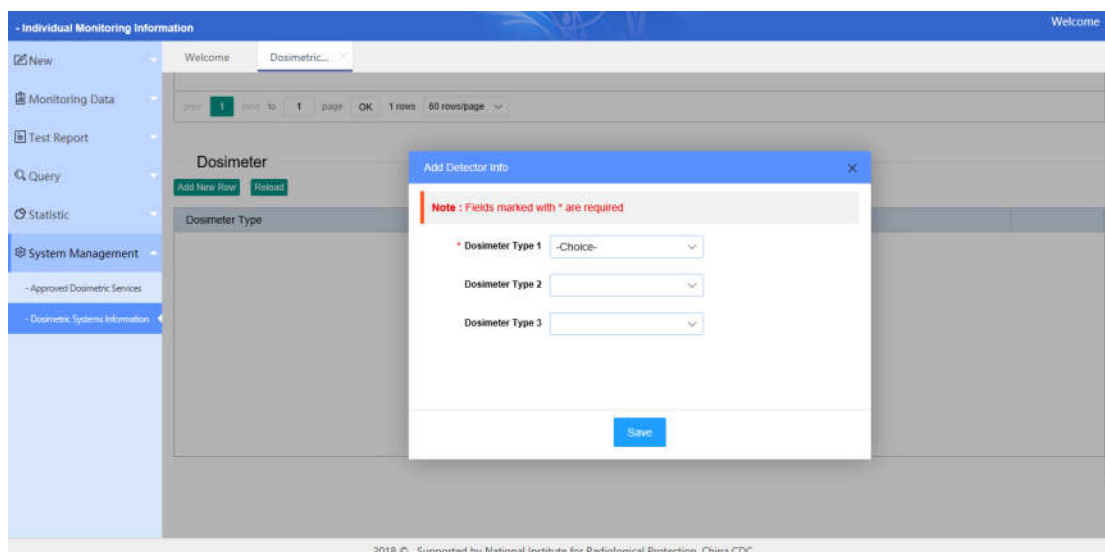 - Individual Monitoring Information
Welcome
New
Monitoring Data
Test Report
Query
Statistic
System Management
- Approved Dosimetric Services
- Dosimetric Systems Information
Welcome
Dosimetric...
prev 1 next to 1 page OK 1 rows 60 rows/page
Dosimeter
Add New Row Reload
Dosimeter Type
Add Detector Info
Note : Fields marked with * are required
* Dosimeter Type 1 -Choice-
Dosimeter Type 2
Dosimeter Type 3
Save
2018 © Supported by National Institute for Radiological Protection, China CDC